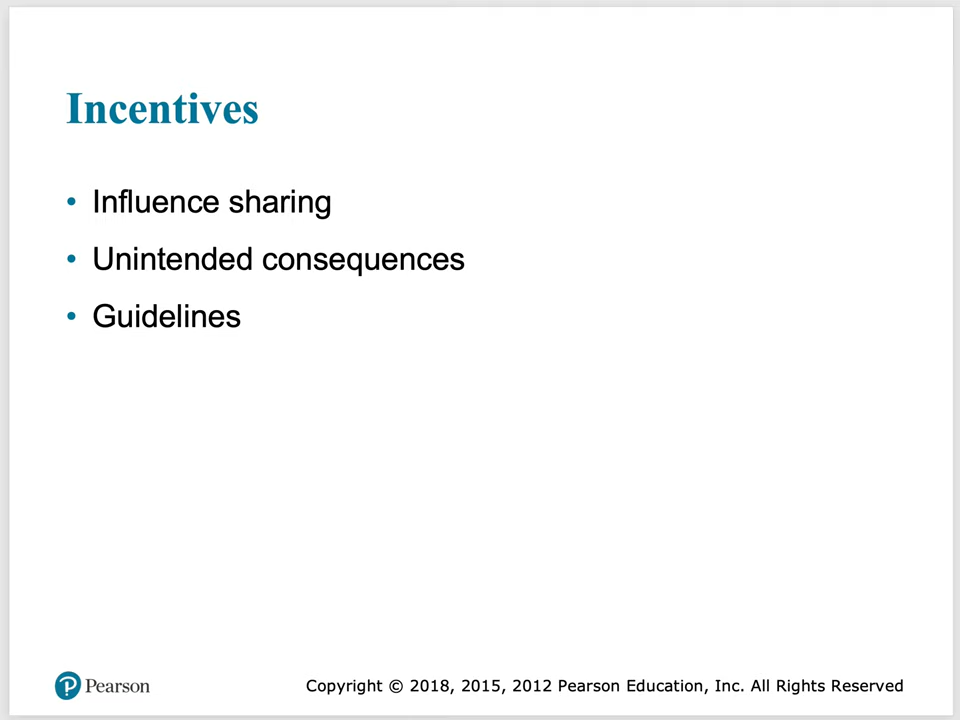 Incentives
• Influence sharing
• Unintended consequences
• Guidelines
Pearson
Copyright © 2018, 2015, 2012 Pearson Education, Inc. All Rights Reserved